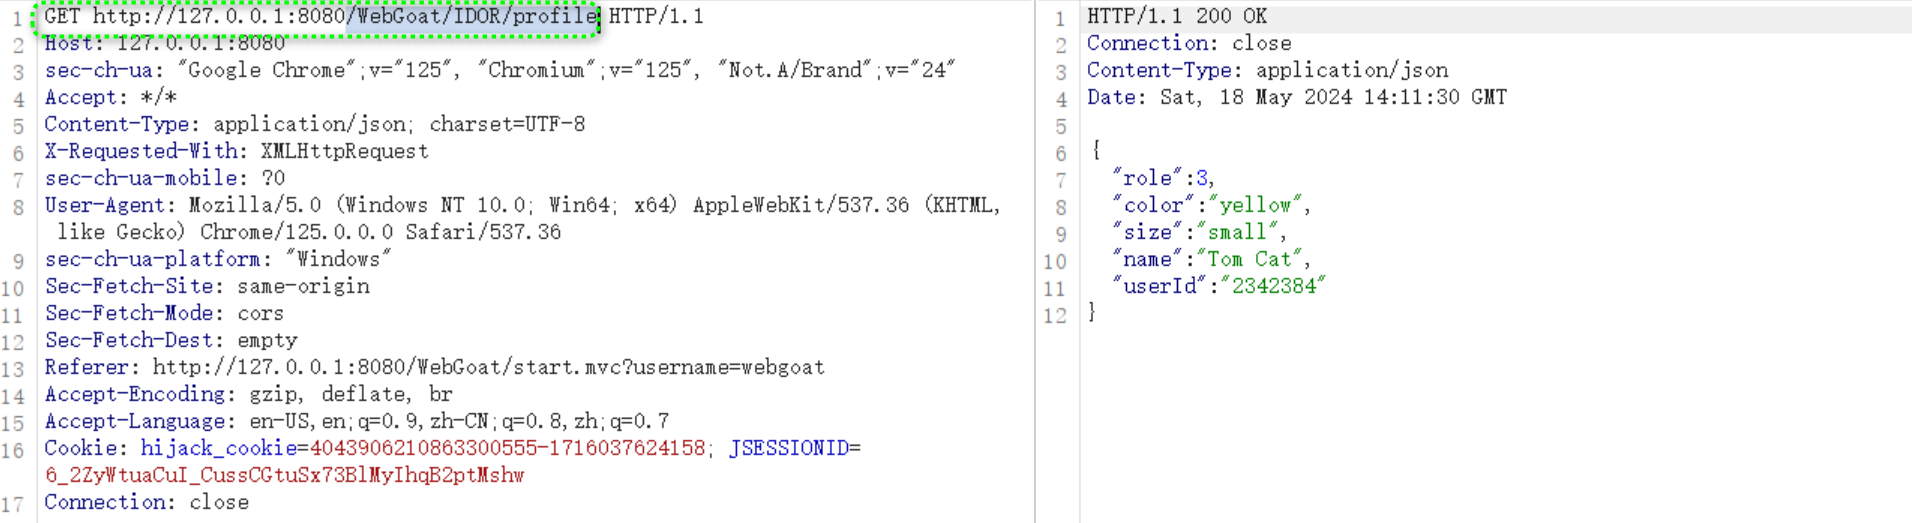 1 GET http://127.0.0.1:8080/WebGoat/IDOR/profile HTTP/1.1
2 Host: 127.0.0.1:8080
3 sec-ch-ua: "Google Chrome";v="125", "Chromium";v="125", "Not.A/Brand";v="24"
4 Accept: */*
5 Content-Type: application/json; charset=UTF-8
6 X-Requested-With: XMLHttpRequest
7 sec-ch-ua-mobile: ?0
8 User-Agent: Mozilla/5.0 (Windows NT 10.0; Win64; x64) AppleWebKit/537.36 (KHTML,
like Gecko) Chrome/125.0.0.0 Safari/537.36
9 sec-ch-ua-platform: "Windows"
10 Sec-Fetch-Site: same-origin
11 Sec-Fetch-Mode: cors
12 Sec-Fetch-Dest: empty
13 Referer: http://127.0.0.1:8080/WebGoat/start.mvc?username=webgoat
14 Accept-Encoding: gzip, deflate, br
15 Accept-Language: en-US,en;q=0.9,zh-CN;q=0.8,zh;q=0.7
16 Cookie: hijack_cookie=4043906210863300555-1716037624158; JSESSIONID=
6_2ZyWtuaCuI_CussCGtuSx73BlMyIhqB2ptMshw
17 Connection: close
1 HTTP/1.1 200 OK
2 Connection: close
3 Content-Type: application/json
4 Date: Sat, 18 May 2024 14:11:30 GMT
5
6 {
7 "role":3,
8 "color":"yellow",
9 "size":"small",
10 "name":"Tom Cat",
11 "userId":"2342384"
12 }